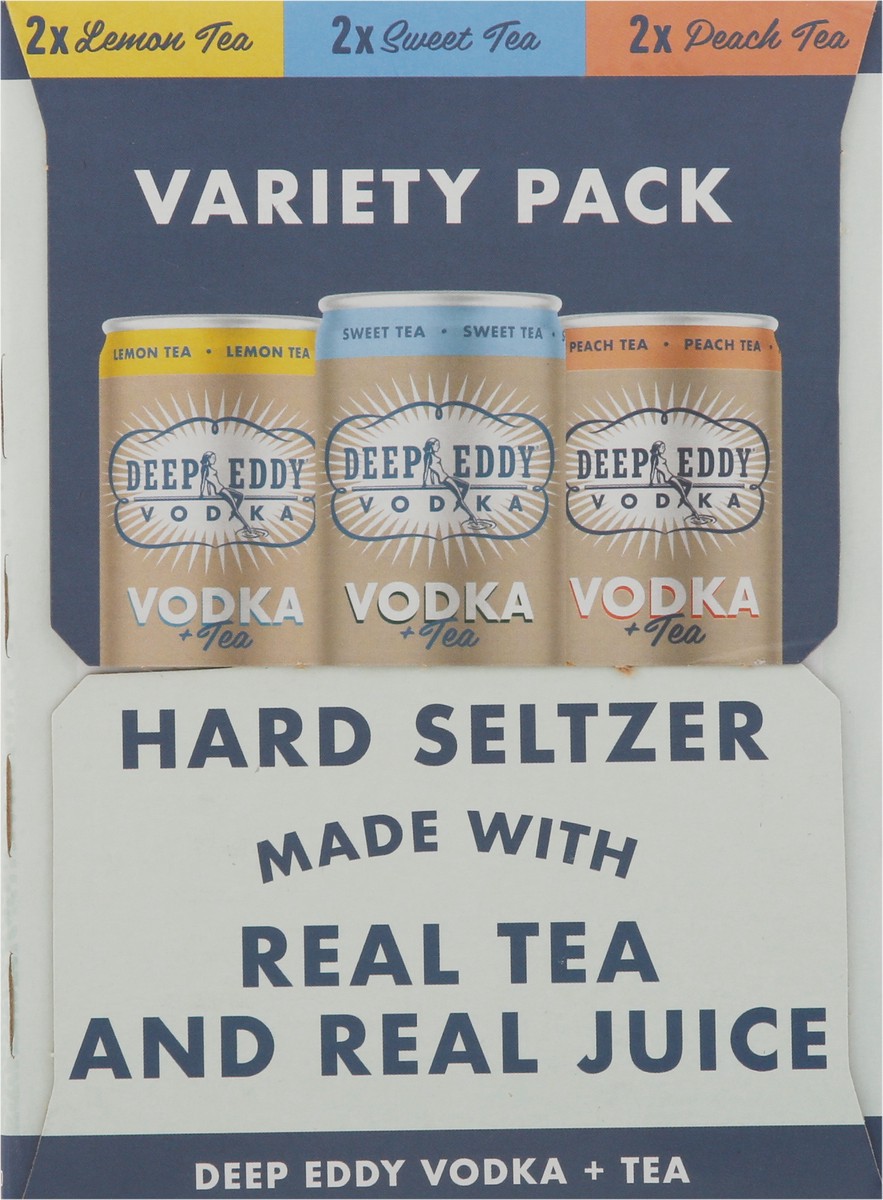 2x Lemon Tea 2x Sweet Tea 2x Peach Tea
VARIETY PACK
LEMON TEA • LEMON TEA
SWEET TEA • SWEET TEA • S
PEACH TEA • PEACH TEA •
DEEP EDDY
VODKA
VODKA
+ Tea
DEEP EDDY
VODKA
VODKA
+ Tea
DEEP EDDY
VODKA
VODKA
+ Tea
HARD SELTZER
MADE WITH
REAL TEA
AND REAL JUICE
DEEP EDDY VODKA + TEA